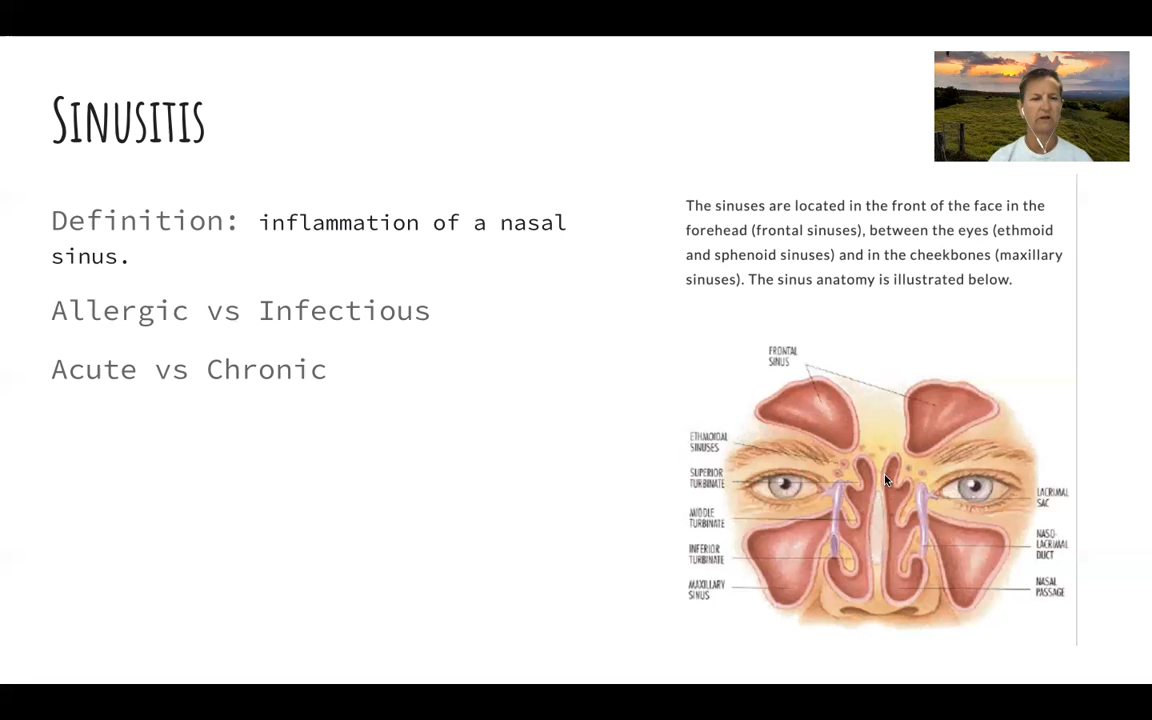 Sinusitis
Definition: inflammation of a nasal
sinus.
Allergic vs Infectious
Acute vs Chronic
The sinuses are located in the front of the face in the
forehead (frontal sinuses), between the eyes (ethmoid
and sphenoid sinuses) and in the cheekbones (maxillary
sinuses). The sinus anatomy is illustrated below.
FRONTAL
SINUS
ETHMOIDAL
SINUSES
SUPERIOR
TURBINATE
MIDDLE
TURBINATE
INFERIOR
TURBINATE
MAXILLARY
SINUS
LACRIMAL
SAC
NASO-
LACRIMAL
DUCT
NASAL
PASSAGE